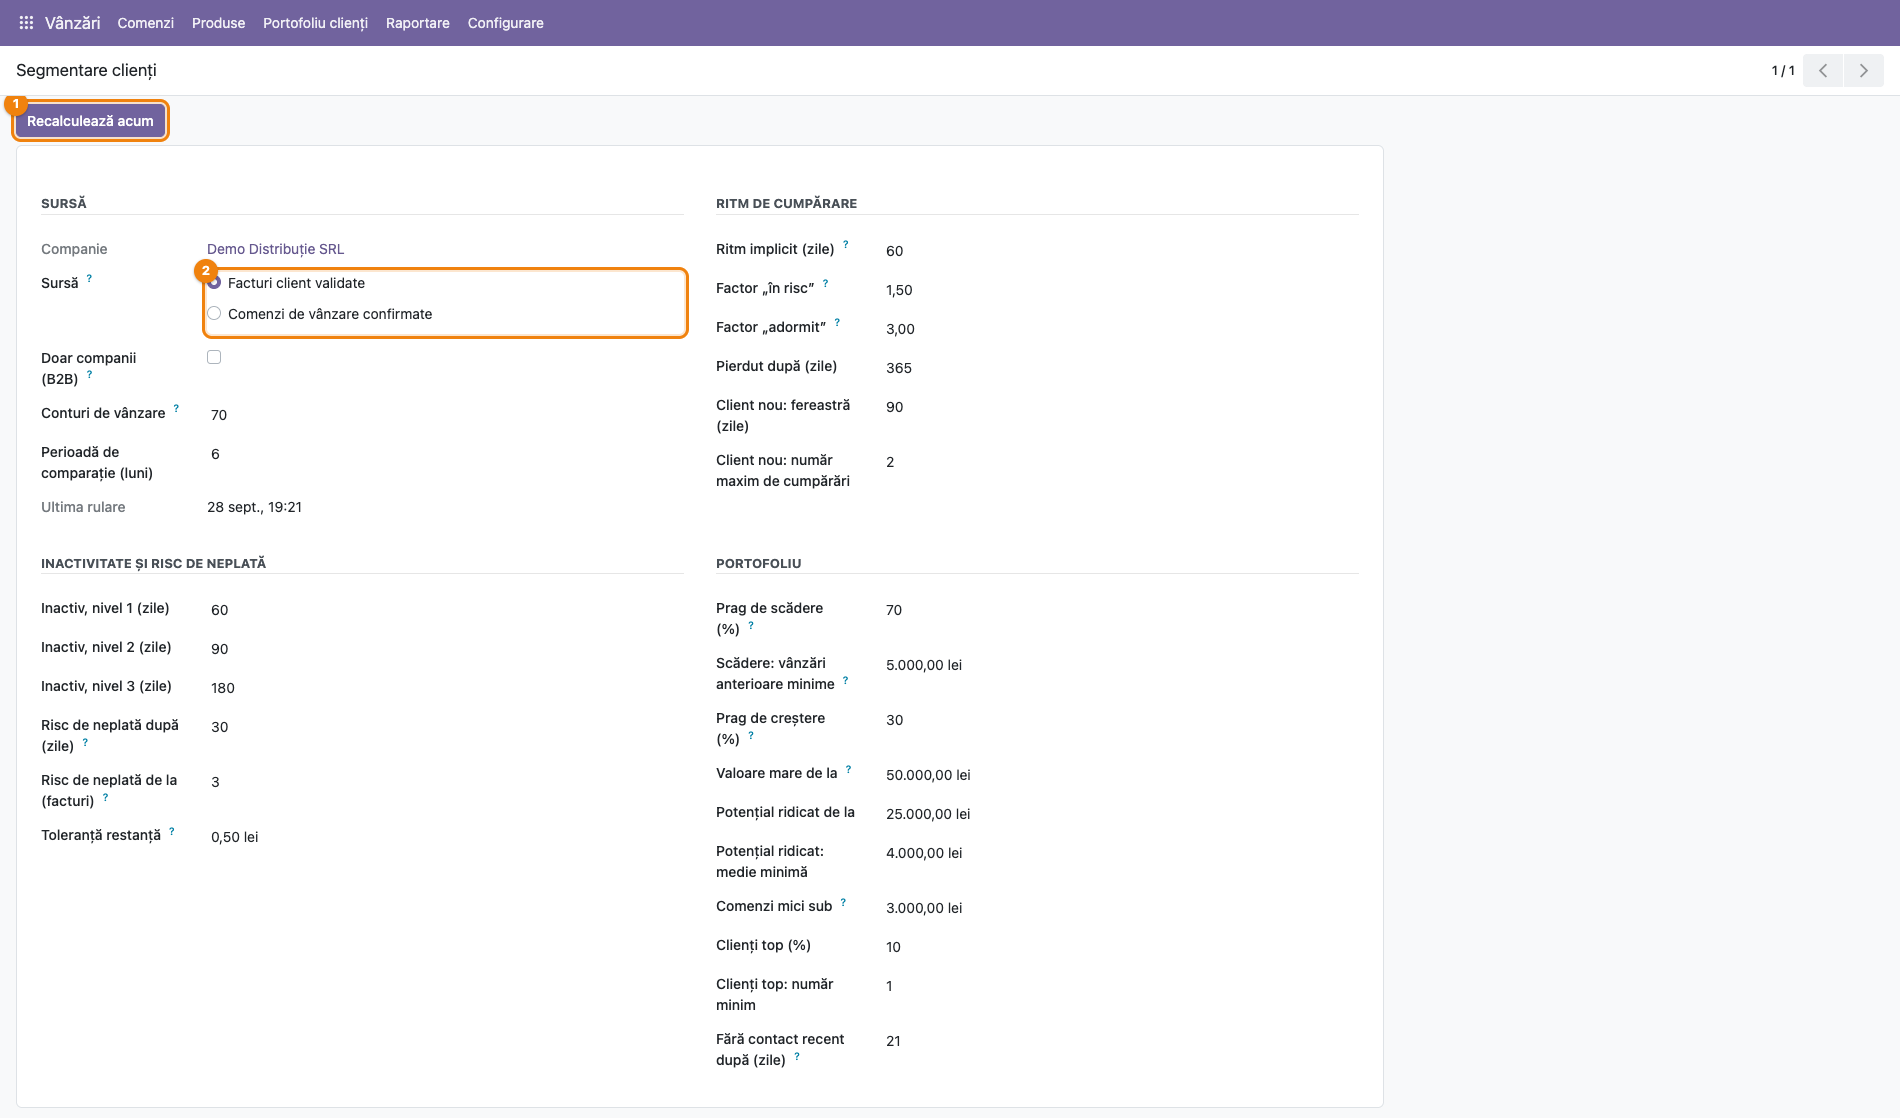 Vânzări Comenzi Produse Portofoliu clienți Raportare Configurare
Segmentare clienți
1 / 1
1
Recalculează acum
SURSĂ
Companie Demo Distribuție SRL
2
Sursă ? Facturi client validate
Comenzi de vânzare confirmate
Doar companii
(B2B) ?
Conturi de vânzare ? 70
Perioadă de 6
comparație (luni)
Ultima rulare 28 sept., 19:21
RITM DE CUMPĂRARE
Ritm implicit (zile) ? 60
Factor „în risc” ? 1,50
Factor „adormit” ? 3,00
Pierdut după (zile) 365
Client nou: fereastră 90
(zile)
Client nou: număr 2
maxim de cumpărări
INACTIVITATE ȘI RISC DE NEPLATĂ
Inactiv, nivel 1 (zile) 60
Inactiv, nivel 2 (zile) 90
Inactiv, nivel 3 (zile) 180
Risc de neplată după 30
(zile) ?
Risc de neplată de la 3
(facturi) ?
Toleranță restanță ? 0,50 lei
PORTOFOLIU
Prag de scădere 70
(%) ?
Scădere: vânzări 5.000,00 lei
anterioare minime ?
Prag de creștere 30
(%) ?
Valoare mare de la ? 50.000,00 lei
Potențial ridicat de la 25.000,00 lei
Potențial ridicat: 4.000,00 lei
medie minimă
Comenzi mici sub ? 3.000,00 lei
Clienți top (%) 10
Clienți top: număr 1
minim
Fără contact recent 21
după (zile) ?